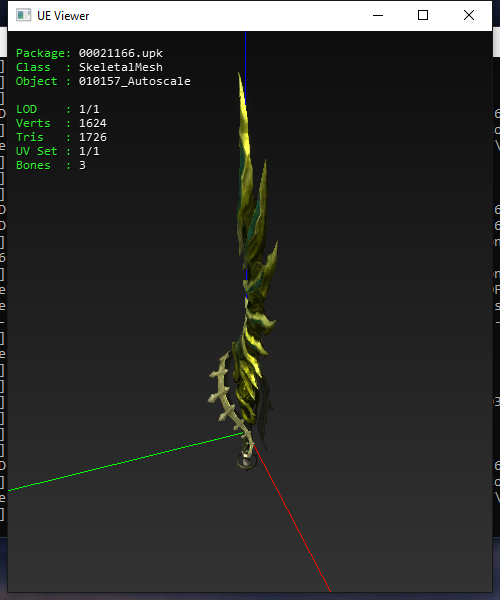 UE Viewer
Package: 00021166.upk
Class  : SkeletalMesh
Object : 010157_Autoscale
LOD    : 1/1
Verts  : 1624
Tris   : 1726
UV Set : 1/1
Bones  : 3